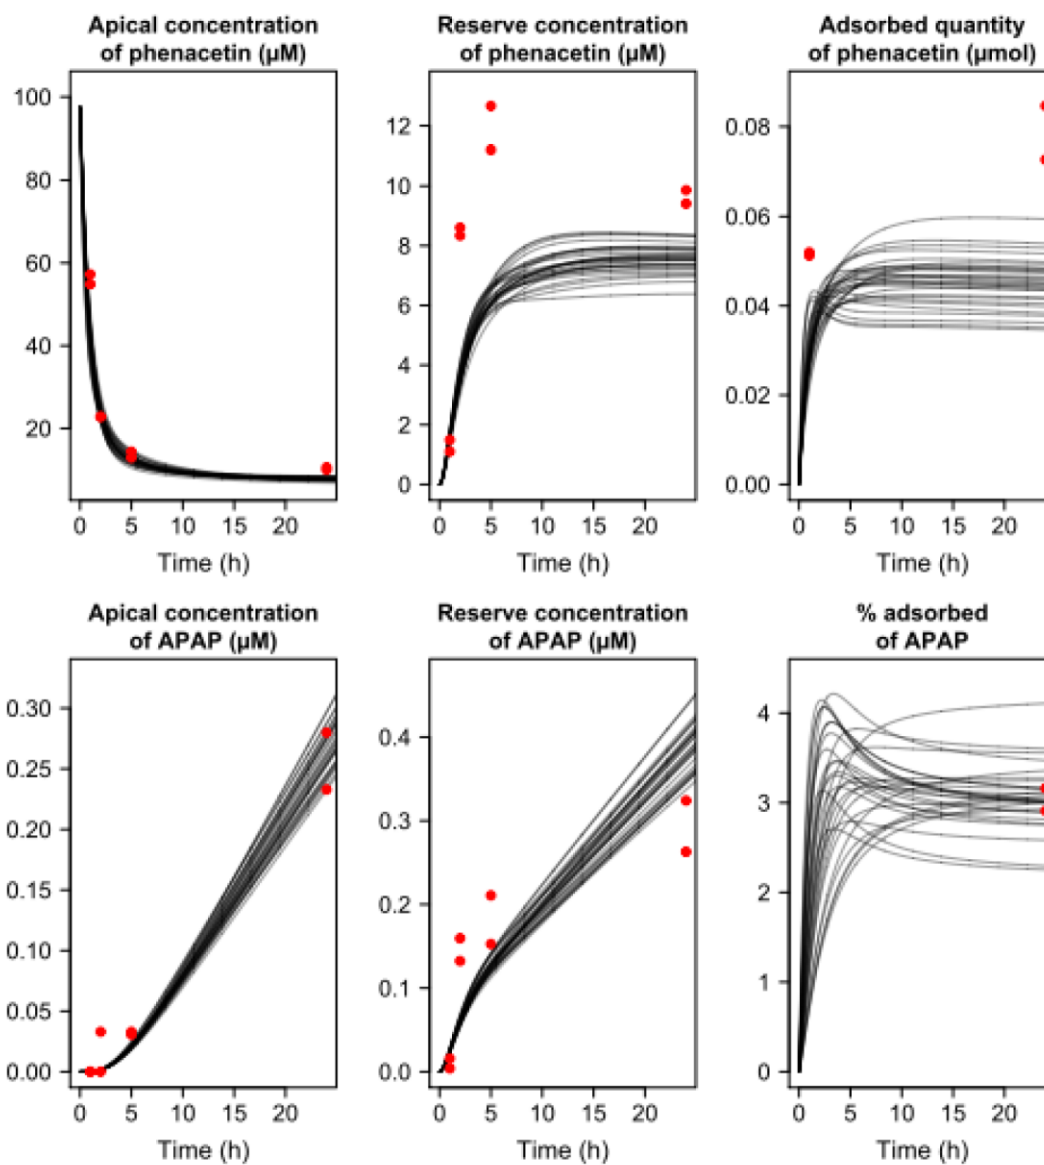 Apical concentration
of phenacetin (µM)
Reserve concentration
of phenacetin (µM)
Adsorbed quantity
of phenacetin (µmol)
100
80
60
40
20
0 5 10 15 20
Time (h)
12
10
8
6
4
2
0
0 5 10 15 20
Time (h)
0.08
0.06
0.04
0.02
0.00
0 5 10 15 20
Time (h)
Apical concentration
of APAP (µM)
Reserve concentration
of APAP (µM)
% adsorbed
of APAP
0.30
0.25
0.20
0.15
0.10
0.05
0.00
0 5 10 15 20
Time (h)
0.4
0.3
0.2
0.1
0.0
0 5 10 15 20
Time (h)
4
3
2
1
0
0 5 10 15 20
Time (h)